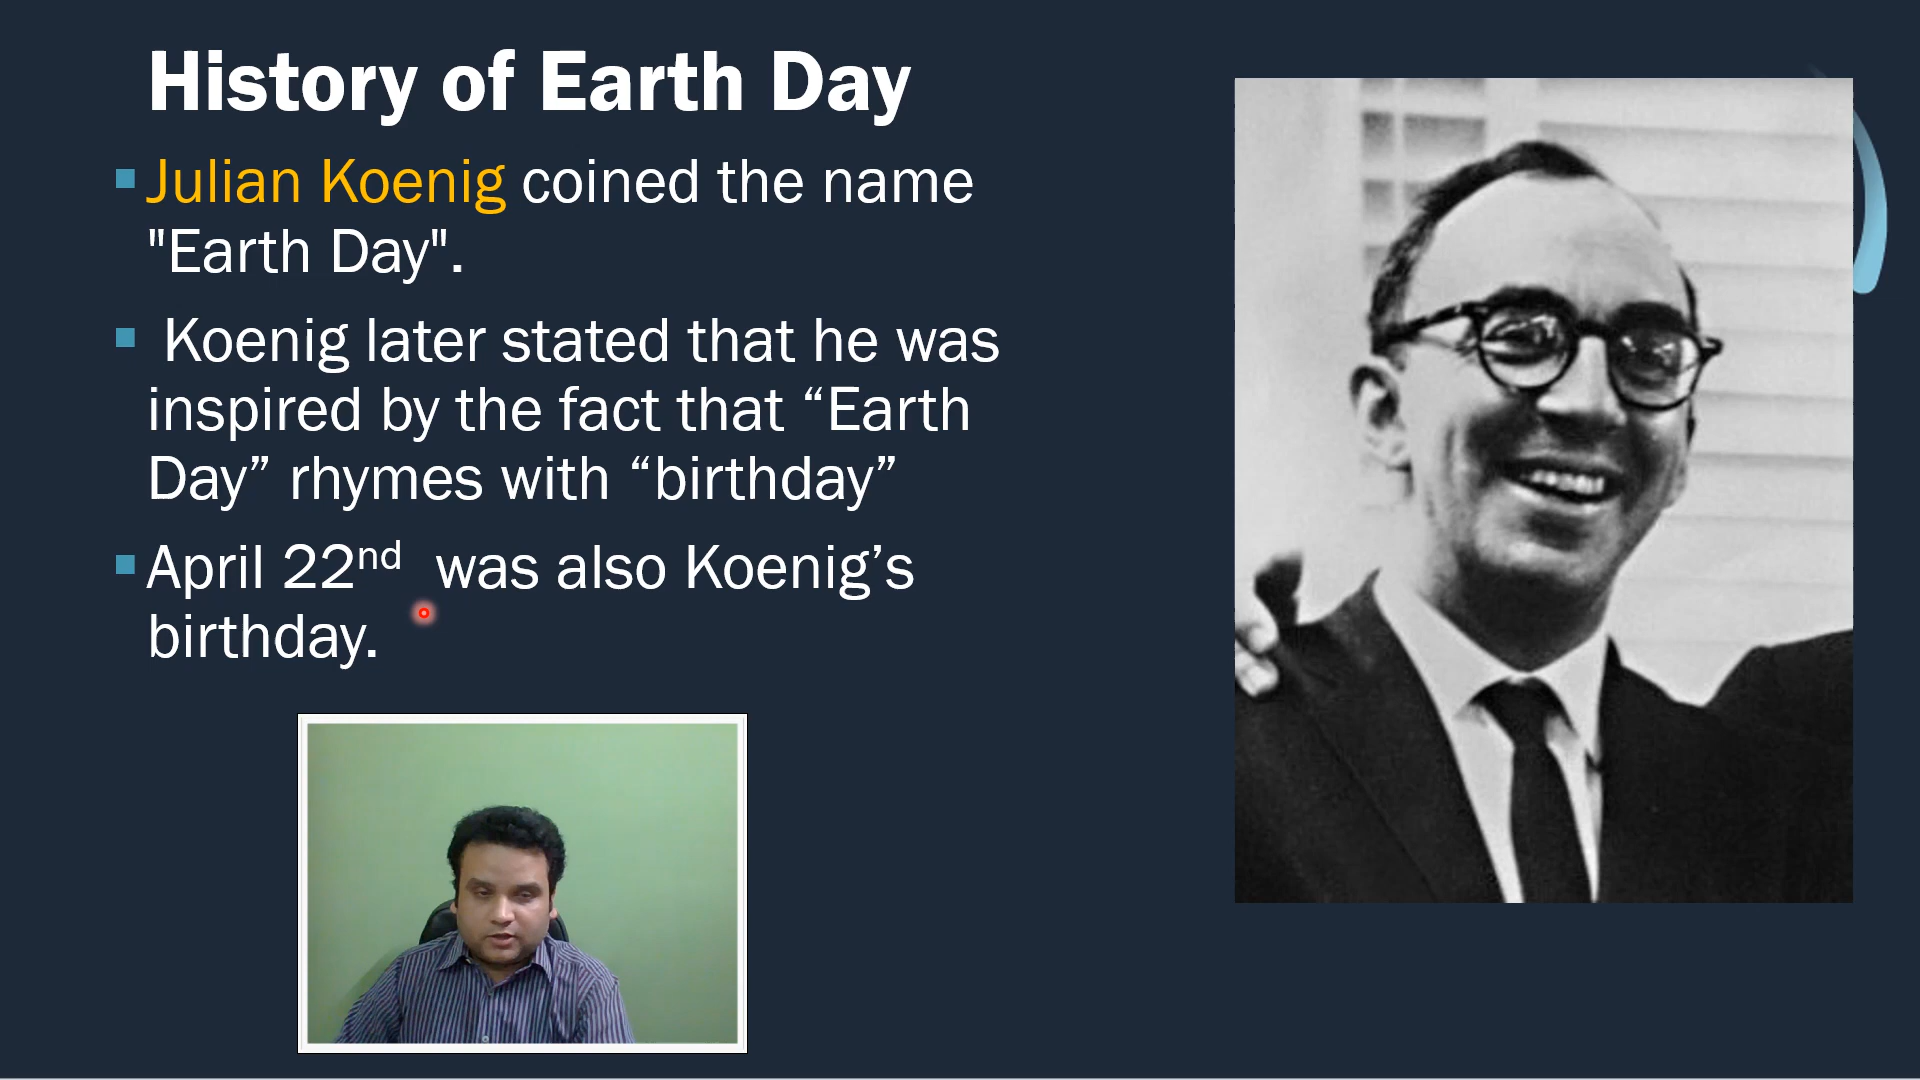 History of Earth Day
Julian Koenig coined the name
"Earth Day".
Koenig later stated that he was
inspired by the fact that “Earth
Day” rhymes with “birthday”
April 22nd was also Koenig’s
birthday.